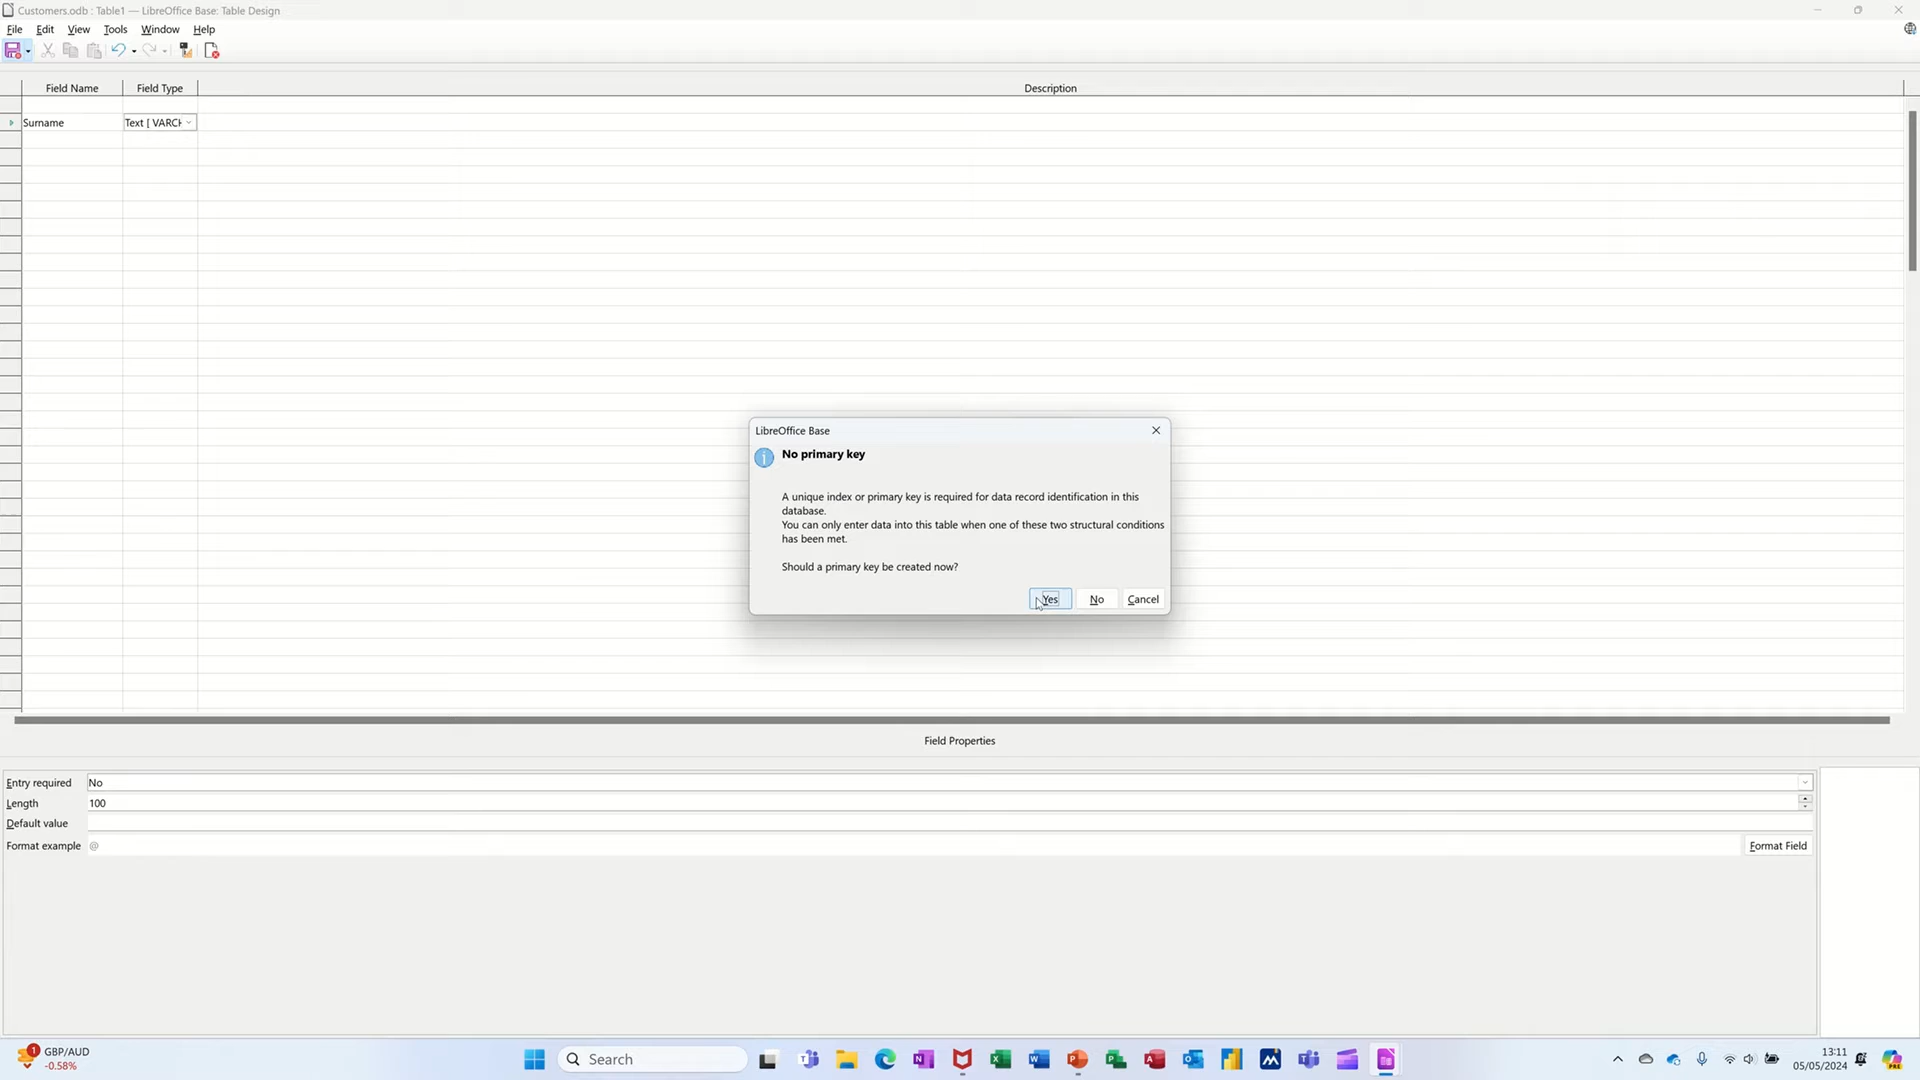 Customers.odb : Table1 — LibreOffice Base: Table Design
File Edit View Tools Window Help
Field Name Field Type Description
Surname Text [ VARCH
LibreOffice Base
No primary key
A unique index or primary key is required for data record identification in this
database.
You can only enter data into this table when one of these two structural conditions
has been met.
Should a primary key be created now?
Yes No Cancel
Field Properties
Entry required No
Length 100
Default value
Format example @ Format Field
1 GBP/AUD
-0.58%
Search
13:11
05/05/2024
PRE